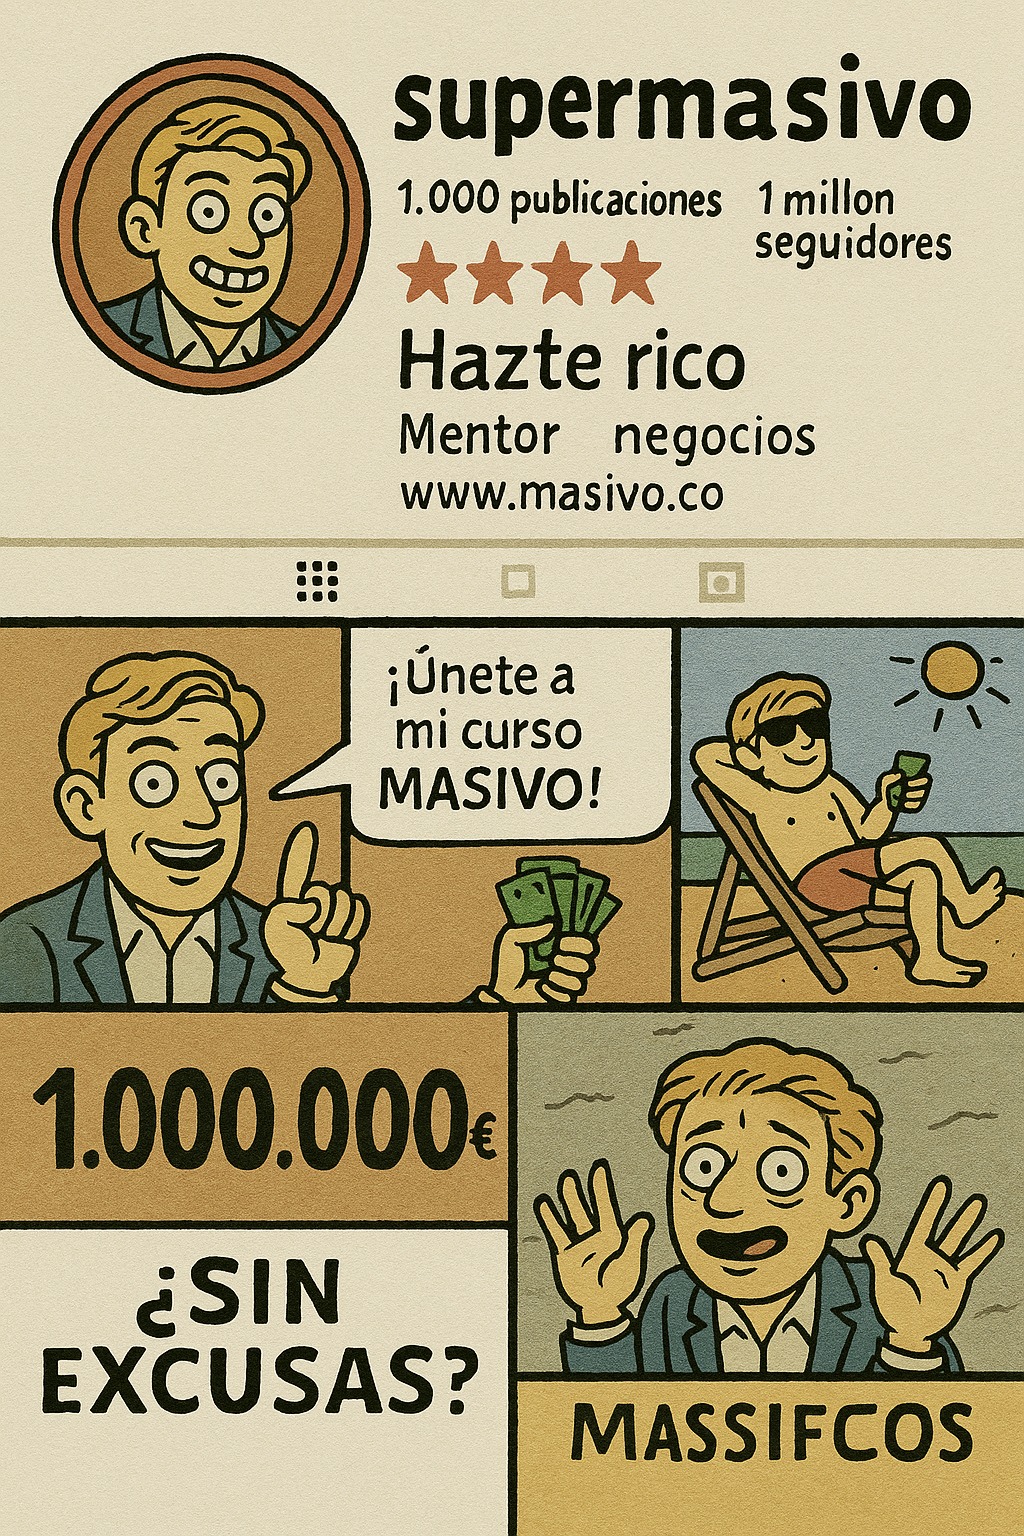 supermasivo
1.000 publicaciones
1 millon
seguidores
Hazte rico
Mentor negocios
www.masivo.co
¡Únete a
mi curso
MASIVO!
1.000.000€
¿SIN
EXCUSAS?
MASSIFCOS